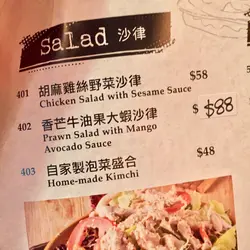 salad 沙律
401 胡麻雞絲野菜沙律 $58
Chicken Salad with Sesame Sauce
402 香芒牛油果大蝦沙律 $ $88
Prawn Salad with Mango
Avocado Sauce
403 自家製泡菜盛合 $48
Home-made Kimchi